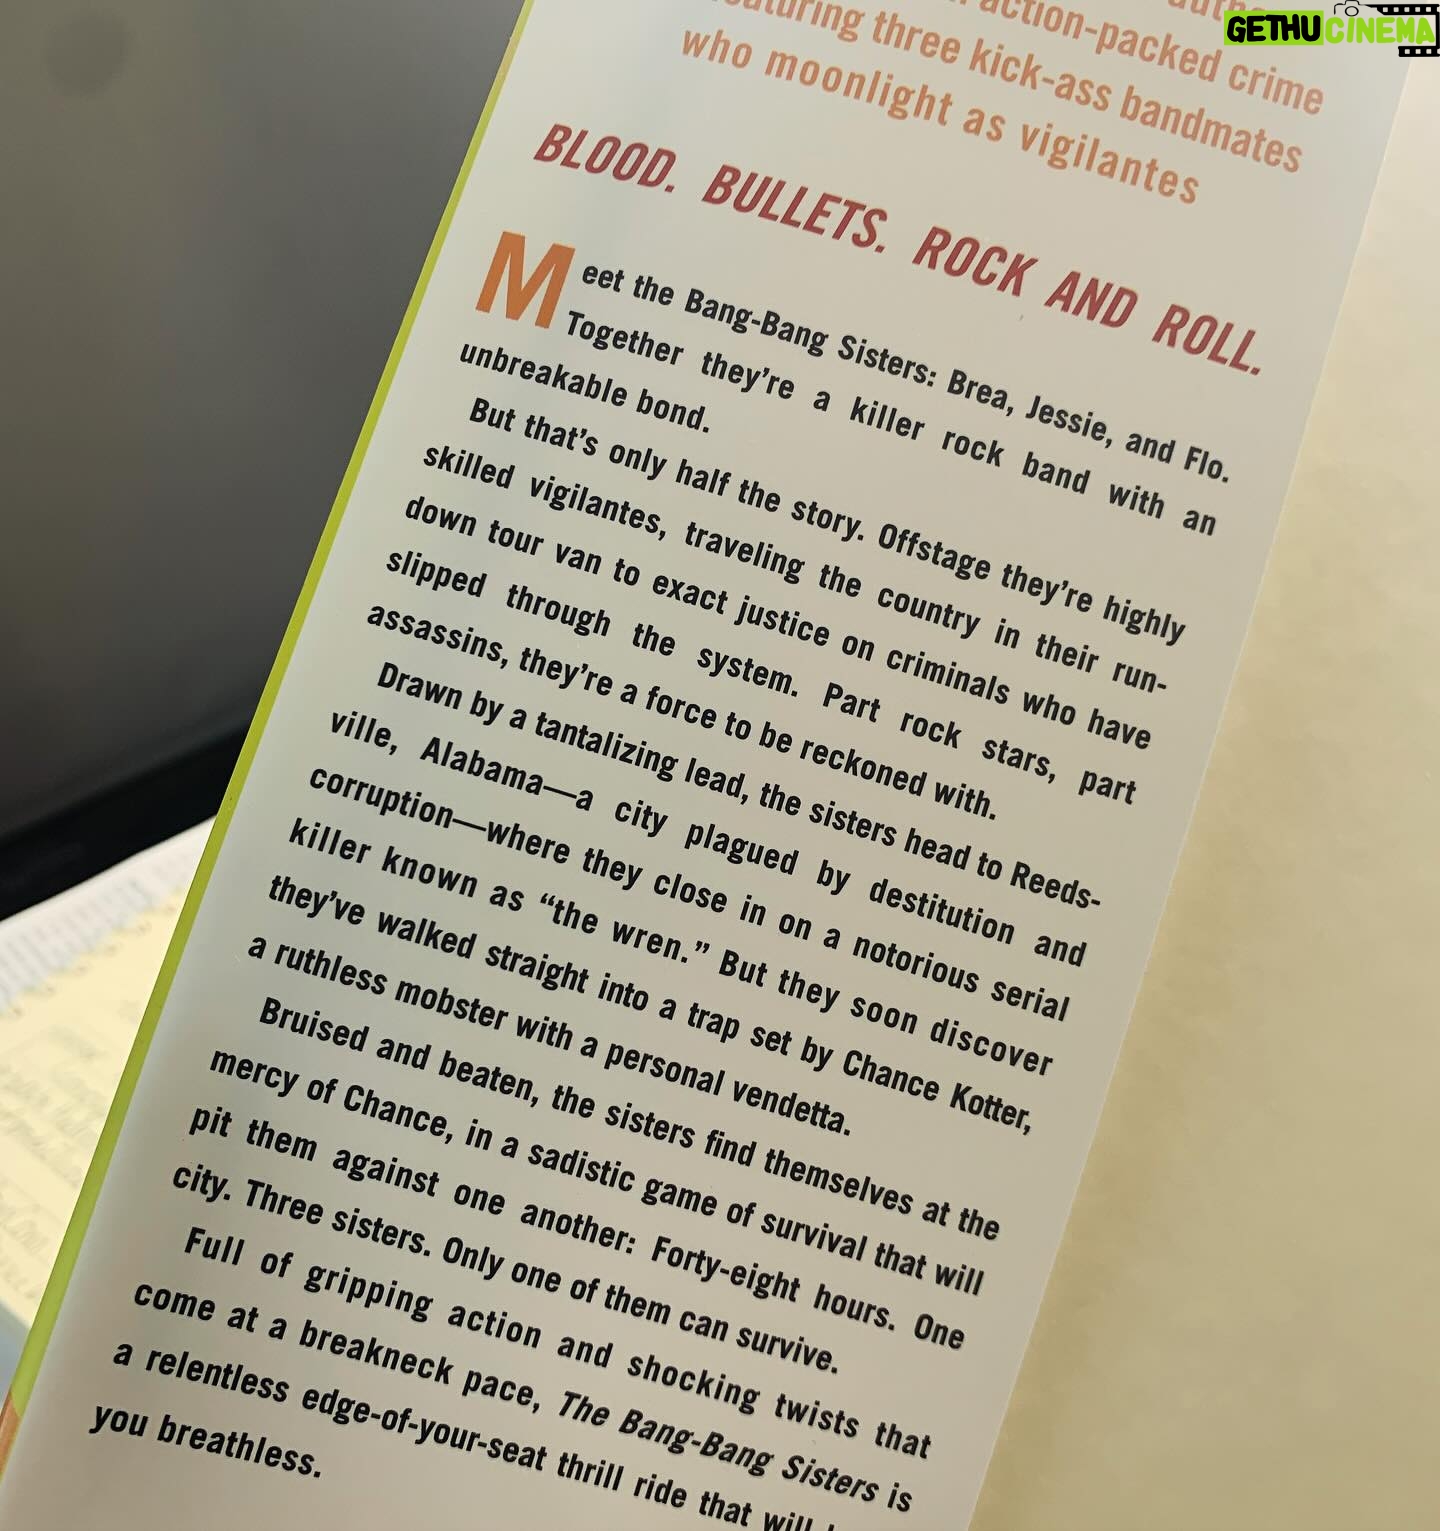 GETHUCINEMA
action-packed crime
three kick-ass bandmates
who moonlight as vigilantes
BLOOD. BULLETS. ROCK AND ROLL.
Meet the Bang-Bang Sisters: Brea, Jessie, and Flo.
Together they're a killer rock band with an
unbreakable bond.
But that's only half the story. Offstage they're highly
skilled vigilantes, traveling the country in their run-
down tour van to exact justice on criminals who have
slipped through the system. Part rock stars, part
assassins, they're a force to be reckoned with.
Drawn by a tantalizing lead, the sisters head to Reeds-
ville, Alabama—a city plagued by destitution and
corruption—where they close in on a notorious serial
killer known as “the wren.” But they soon discover
they've walked straight into a trap set by Chance Kotter,
a ruthless mobster with a personal vendetta.
Bruised and beaten, the sisters find themselves at the
mercy of Chance, in a sadistic game of survival that will
pit them against one another: Forty-eight hours. One
city. Three sisters. Only one of them can survive.
Full of gripping action and shocking twists that
come at a breakneck pace, The Bang-Bang Sisters is
a relentless edge-of-your-seat thrill ride that will
you breathless.